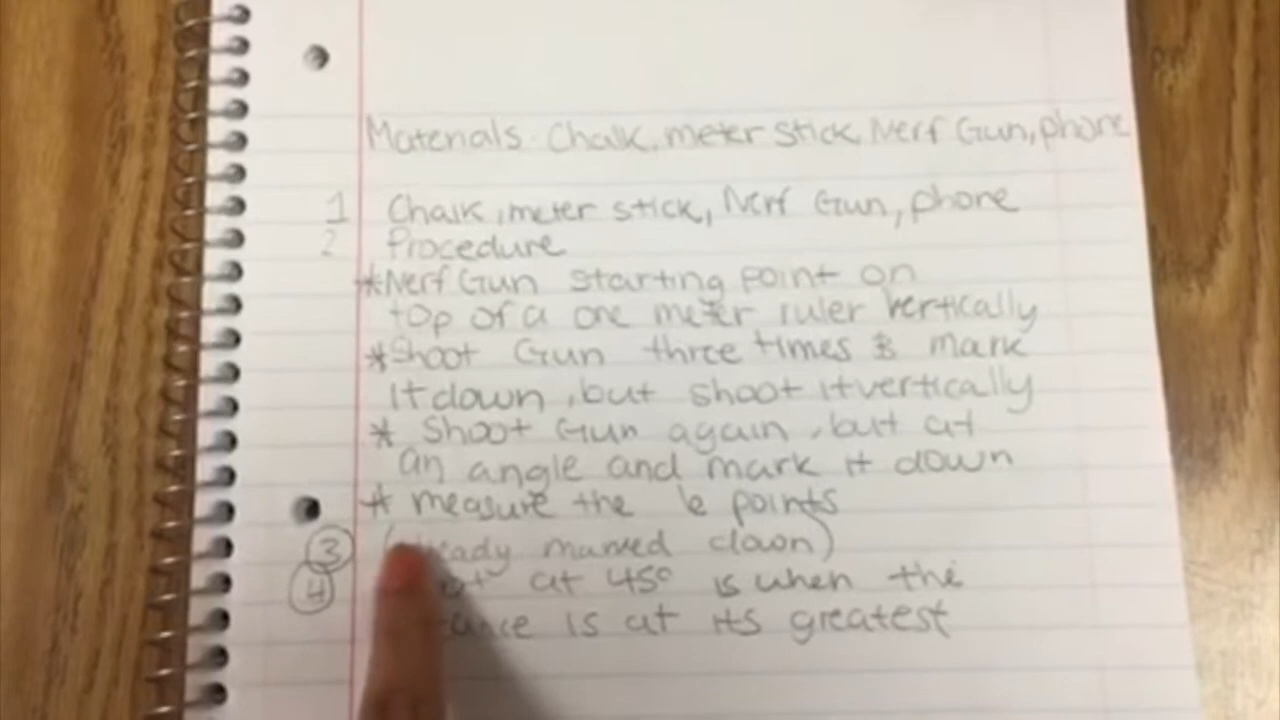 Materials. Chalk, meter stick, Nerf Gun, phone
1 Chalk, meter stick, Nerf Gun, phone
2 Procedure
* Nerf Gun starting point on
top of a one meter ruler vertically
* Shoot Gun three times & mark
it down, but shoot it vertically
* Shoot Gun again, but at
an angle and mark it down
* measure the 6 points
3 down)
4 at 45° is when the
is at its greatest